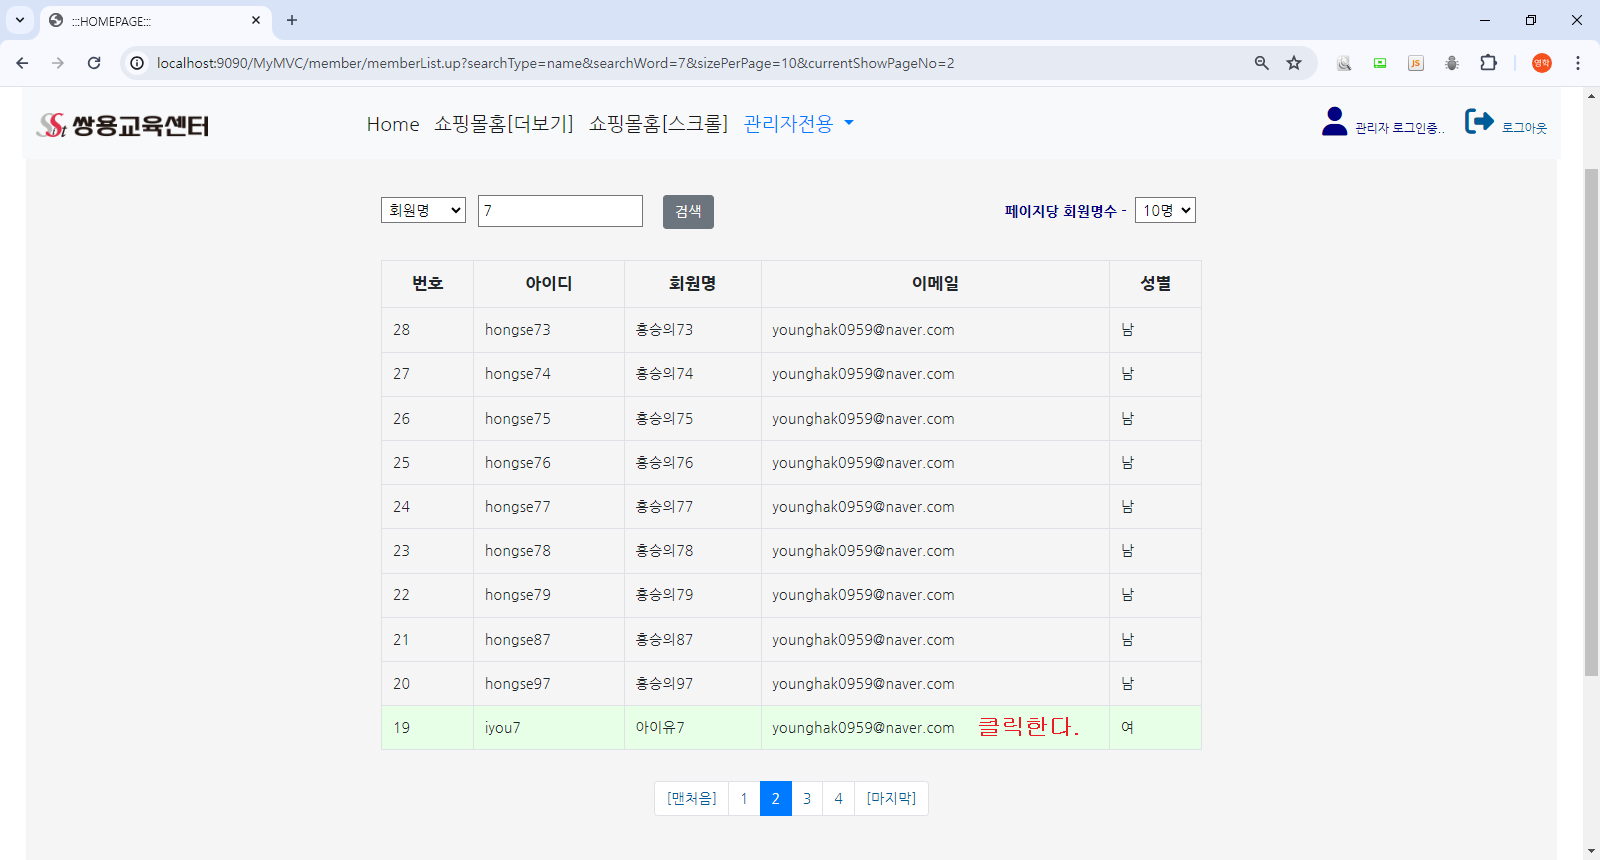 :::HOMEPAGE:::
localhost:9090/MyMVC/member/memberList.up?searchType=name&searchWord=7&sizePerPage=10&currentShowPageNo=2
JS
영학
SSt 쌍용교육센터
Home 쇼핑몰홈[더보기] 쇼핑몰홈[스크롤] 관리자전용
관리자 로그인중.. 로그아웃
회원명 7 검색 페이지당 회원명수 - 10명
번호 아이디 회원명 이메일 성별
28 hongse73 홍승의73 younghak0959@naver.com 남
27 hongse74 홍승의74 younghak0959@naver.com 남
26 hongse75 홍승의75 younghak0959@naver.com 남
25 hongse76 홍승의76 younghak0959@naver.com 남
24 hongse77 홍승의77 younghak0959@naver.com 남
23 hongse78 홍승의78 younghak0959@naver.com 남
22 hongse79 홍승의79 younghak0959@naver.com 남
21 hongse87 홍승의87 younghak0959@naver.com 남
20 hongse97 홍승의97 younghak0959@naver.com 남
19 iyou7 아이유7 younghak0959@naver.com 클릭한다. 여
[맨처음] 1 2 3 4 [마지막]